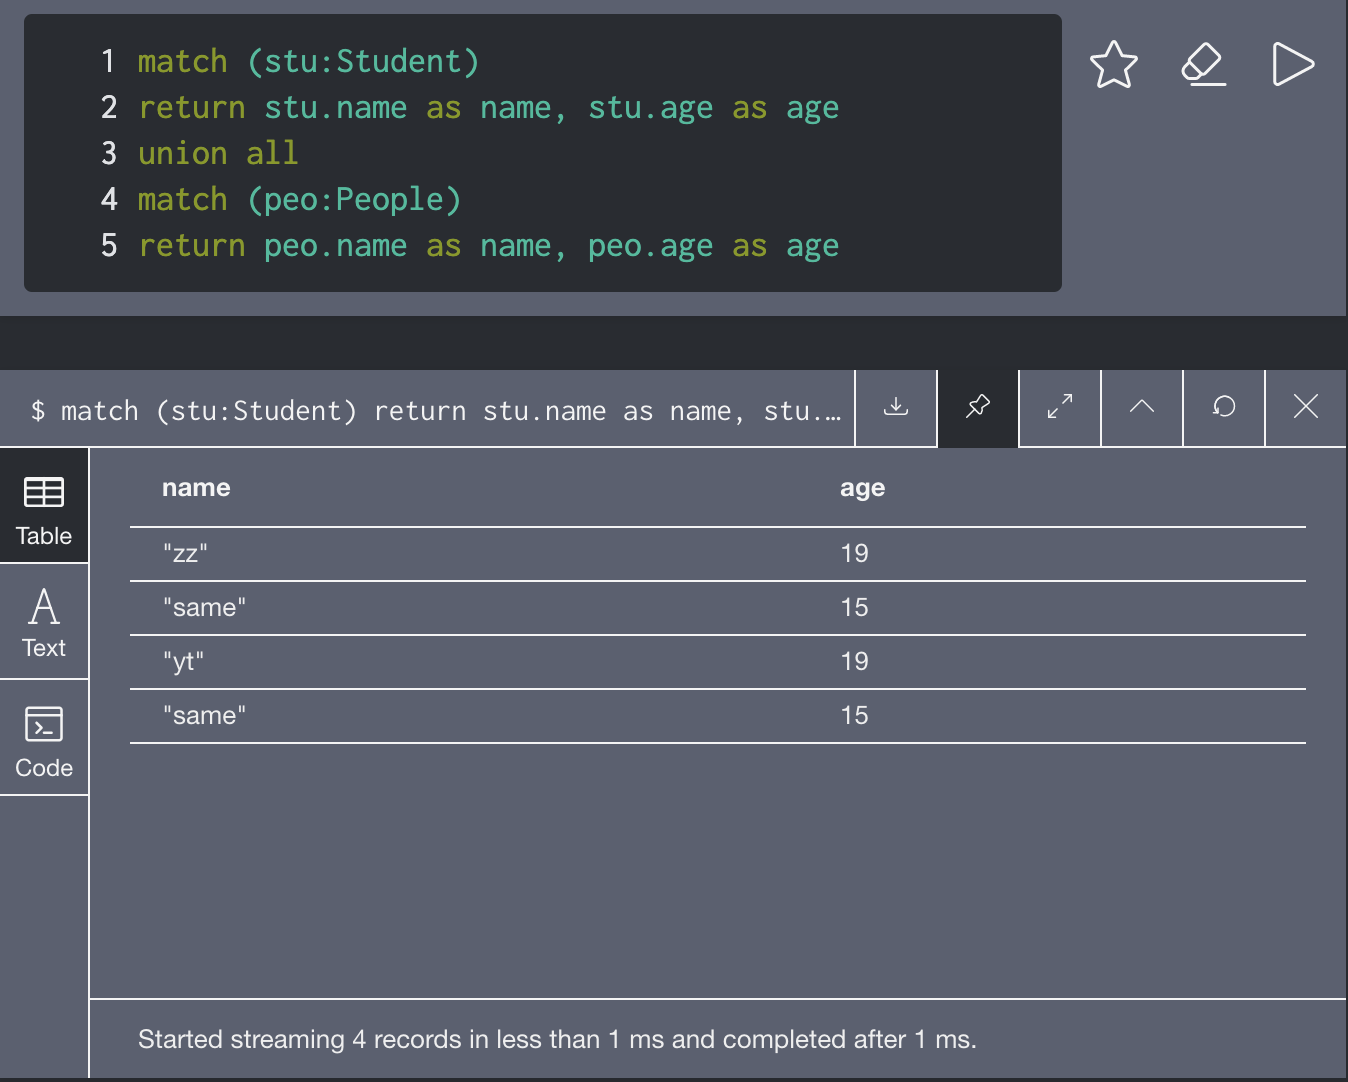 1 match (stu:Student)
2 return stu.name as name, stu.age as age
3 union all
4 match (peo:People)
5 return peo.name as name, peo.age as age
$ match (stu:Student) return stu.name as name, stu.…
name age
"zz" 19
"same" 15
"yt" 19
"same" 15
Table
Text
Code
Started streaming 4 records in less than 1 ms and completed after 1 ms.